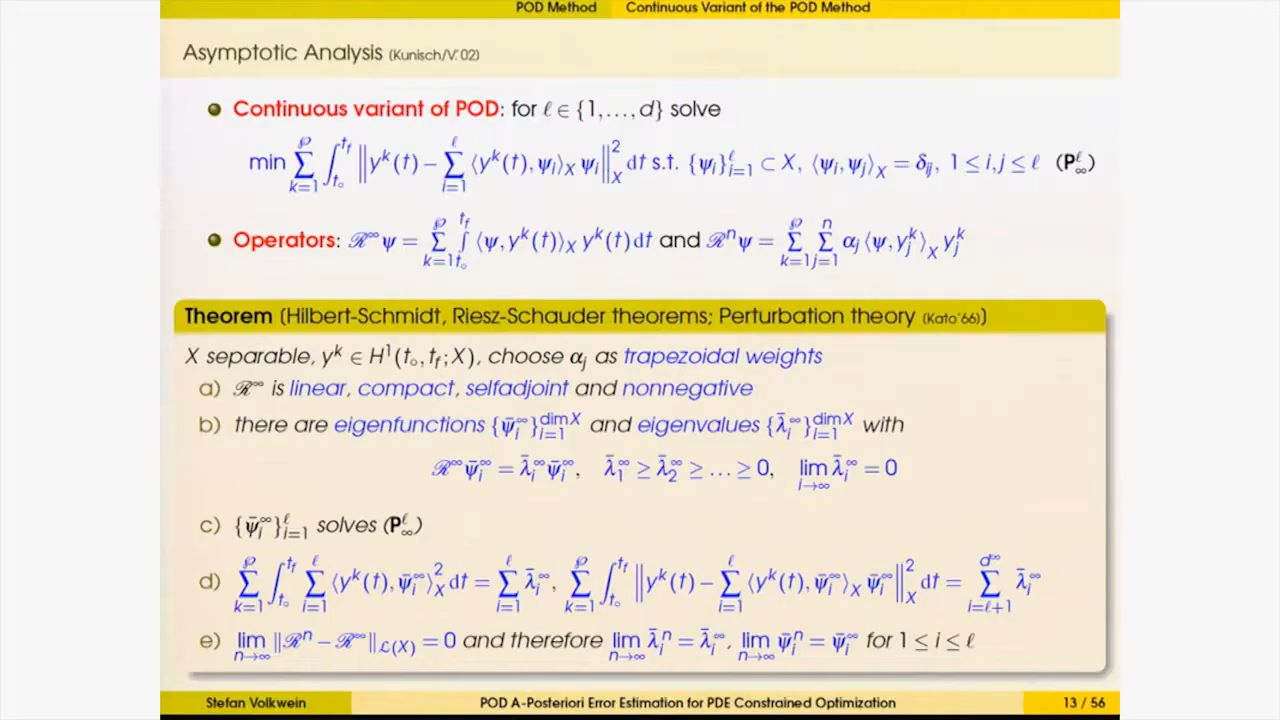 POD Method Continuous Variant of the POD Method
Asymptotic Analysis (Kunisch/V.'02)
Continuous variant of POD: for ℓ ∈ {1,…,d} solve
min ∑_{k=1}^{℘} ∫_{t_∘}^{t_f} ‖y^k(t) − ∑_{i=1}^{ℓ} ⟨y^k(t), ψ_i⟩_X ψ_i‖_X^2 dt s.t. {ψ_i}_{i=1}^{ℓ} ⊂ X, ⟨ψ_i, ψ_j⟩_X = δ_{ij}, 1 ≤ i,j ≤ ℓ (P_∞^ℓ)
Operators: ℛ^∞ ψ = ∑_{k=1}^{℘} ∫_{t_∘}^{t_f} ⟨ψ, y^k(t)⟩_X y^k(t) dt and ℛ^n ψ = ∑_{k=1}^{℘} ∑_{j=1}^{n} α_j ⟨ψ, y_j^k⟩_X y_j^k
Theorem (Hilbert-Schmidt, Riesz-Schauder theorems; Perturbation theory (Kato'66))
X separable, y^k ∈ H^1(t_∘, t_f; X), choose α_j as trapezoidal weights
a) ℛ^∞ is linear, compact, selfadjoint and nonnegative
b) there are eigenfunctions {ψ̄_i^∞}_{i=1}^{dim X} and eigenvalues {λ̄_i^∞}_{i=1}^{dim X} with
ℛ^∞ ψ̄_i^∞ = λ̄_i^∞ ψ̄_i^∞, λ̄_1^∞ ≥ λ̄_2^∞ ≥ … ≥ 0, lim_{i→∞} λ̄_i^∞ = 0
c) {ψ̄_i^∞}_{i=1}^{ℓ} solves (P_∞^ℓ)
d) ∑_{k=1}^{℘} ∫_{t_∘}^{t_f} ∑_{i=1}^{ℓ} ⟨y^k(t), ψ̄_i^∞⟩_X^2 dt = ∑_{i=1}^{ℓ} λ̄_i^∞, ∑_{k=1}^{℘} ∫_{t_∘}^{t_f} ‖y^k(t) − ∑_{i=1}^{ℓ} ⟨y^k(t), ψ̄_i^∞⟩_X ψ̄_i^∞‖_X^2 dt = ∑_{i=ℓ+1}^{d^∞} λ̄_i^∞
e) lim_{n→∞} ‖ℛ^n − ℛ^∞‖_{ℒ(X)} = 0 and therefore lim_{n→∞} λ̄_i^n = λ̄_i^∞, lim_{n→∞} ψ̄_i^n = ψ̄_i^∞ for 1 ≤ i ≤ ℓ
Stefan Volkwein POD A-Posteriori Error Estimation for PDE Constrained Optimization 13 / 56